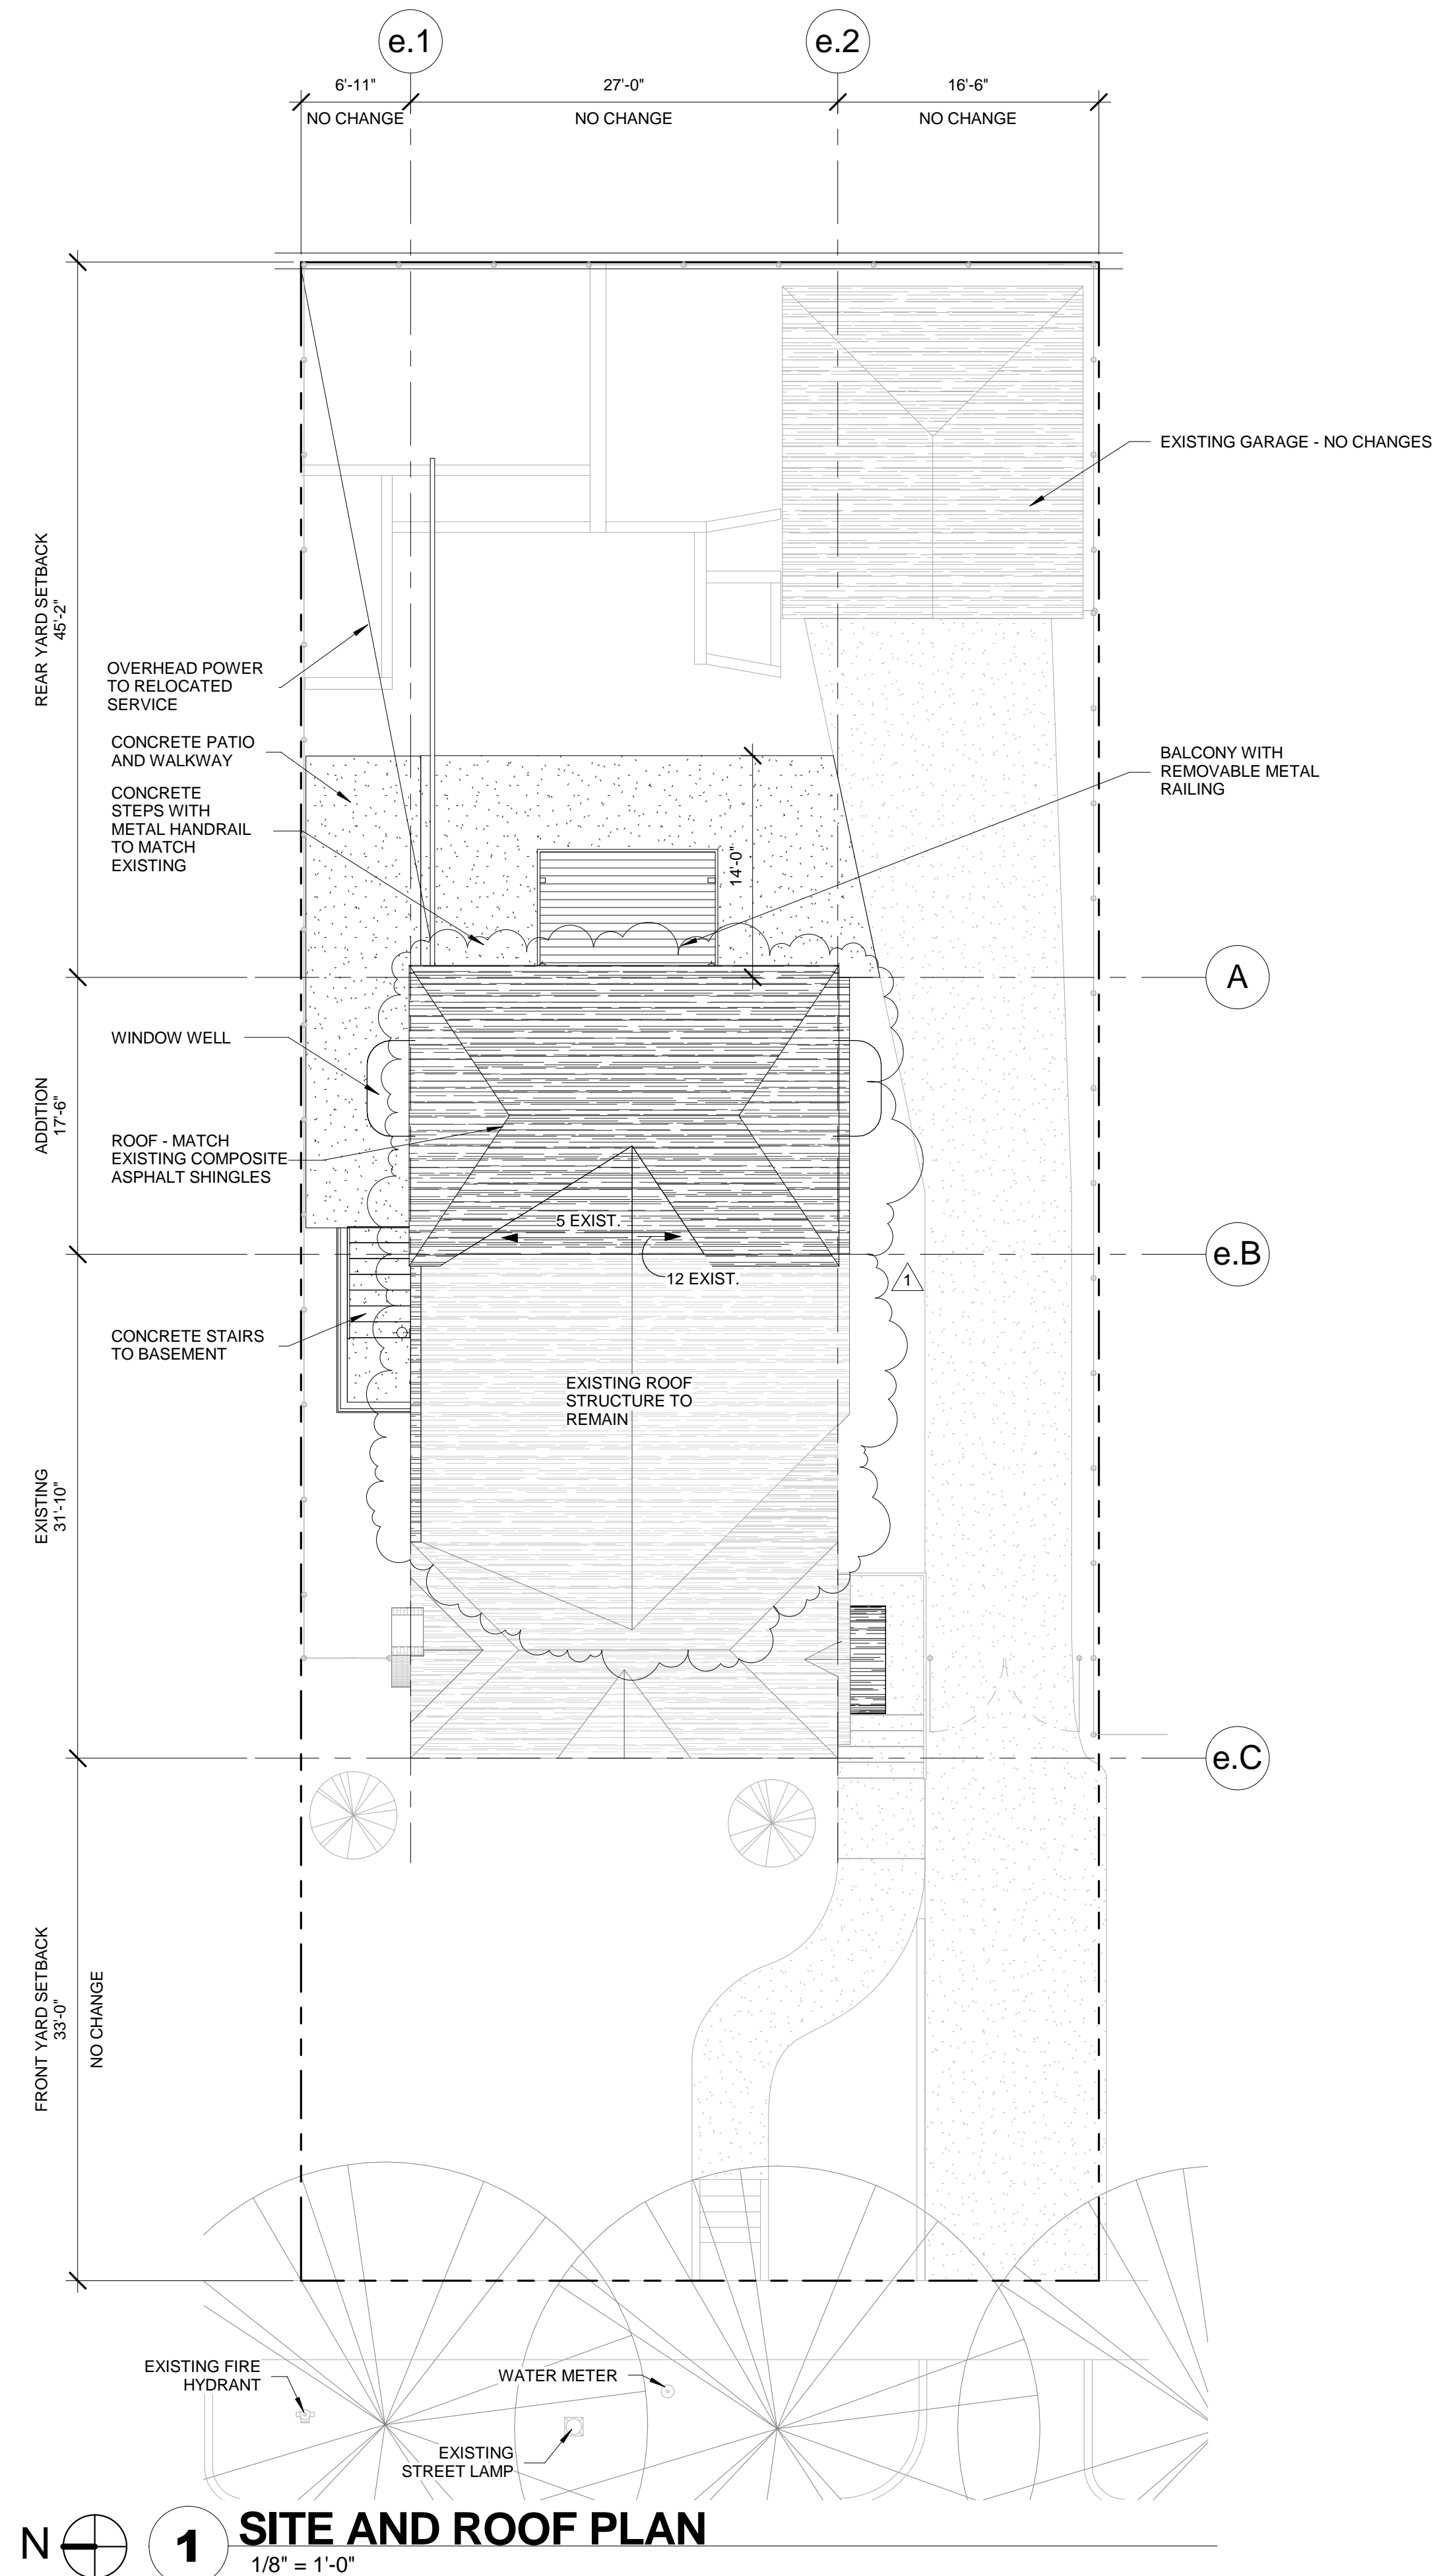 e.1
e.2
6'-11"
27'-0"
16'-6"
NO CHANGE
NO CHANGE
NO CHANGE
EXISTING GARAGE - NO CHANGES
REAR YARD SETBACK
45'-2"
OVERHEAD POWER
TO RELOCATED
SERVICE
CONCRETE PATIO
AND WALKWAY
BALCONY WITH
REMOVABLE METAL
RAILING
CONCRETE
STEPS WITH
METAL HANDRAIL
TO MATCH
EXISTING
14'-0"
A
WINDOW WELL
ADDITION
17'-6"
ROOF - MATCH
EXISTING COMPOSITE
ASPHALT SHINGLES
5 EXIST.
e.B
12 EXIST.
1
CONCRETE STAIRS
TO BASEMENT
EXISTING ROOF
STRUCTURE TO
REMAIN
EXISTING
31'-10"
e.C
FRONT YARD SETBACK
33'-0"
NO CHANGE
EXISTING FIRE
HYDRANT
WATER METER
EXISTING
STREET LAMP
N
1
SITE AND ROOF PLAN
1/8" = 1'-0"